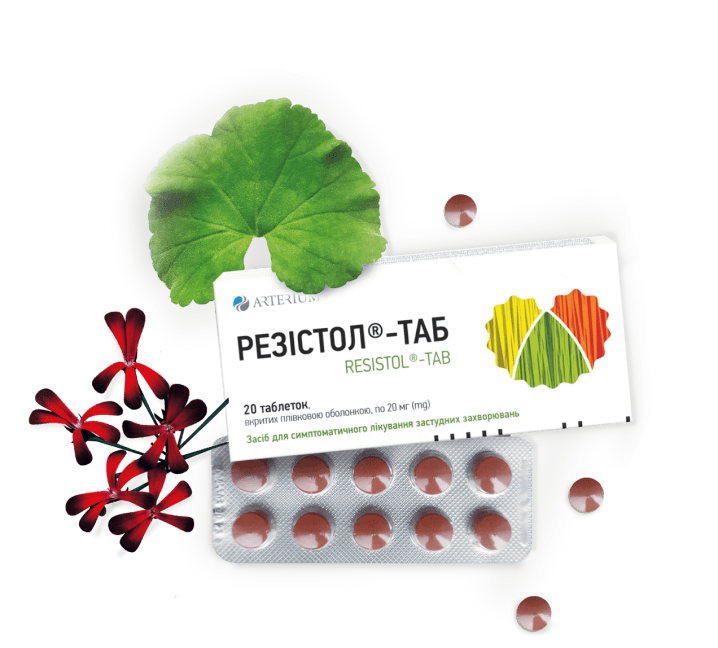 ARTERIUM
РЕЗІСТОЛ®-ТАБ
RESISTOL®-TAB
20 таблеток,
вкритих плівковою оболонкою, по 20 мг (mg)
Засіб для симптоматичного лікування застудних захворювань